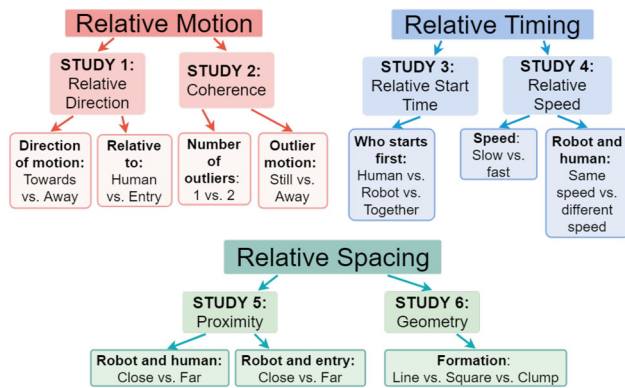 Relative Motion
STUDY 1:
Relative
Direction
STUDY 2:
Coherence
Direction
of motion:
Towards
vs. Away
Relative
to:
Human
vs. Entry
Number
of
outliers:
1 vs. 2
Outlier
motion:
Still vs.
Away
Relative Timing
STUDY 3:
Relative Start
Time
STUDY 4:
Relative
Speed
Who starts
first:
Human vs.
Robot vs.
Together
Speed:
Slow vs.
fast
Robot and
human:
Same
speed vs.
different
speed
Relative Spacing
STUDY 5:
Proximity
STUDY 6:
Geometry
Robot and human:
Close vs. Far
Robot and entry:
Close vs. Far
Formation:
Line vs. Square vs. Clump